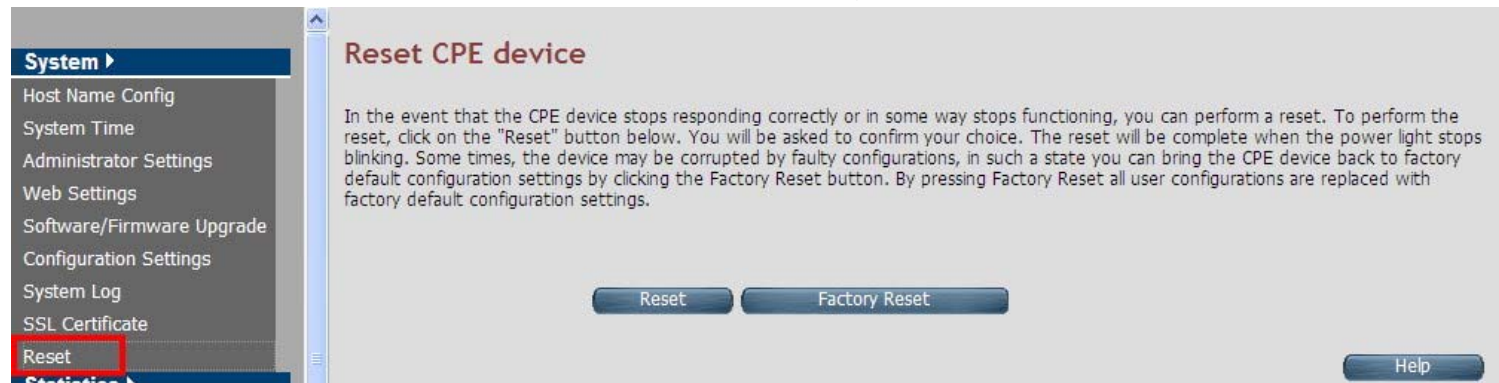 System
Host Name Config
System Time
Administrator Settings
Web Settings
Software/Firmware Upgrade
Configuration Settings
System Log
SSL Certificate
Reset
Statistics
Reset CPE device
In the event that the CPE device stops responding correctly or in some way stops functioning, you can perform a reset. To perform the
reset, click on the "Reset" button below. You will be asked to confirm your choice. The reset will be complete when the power light stops
blinking. Some times, the device may be corrupted by faulty configurations, in such a state you can bring the CPE device back to factory
default configuration settings by clicking the Factory Reset button. By pressing Factory Reset all user configurations are replaced with
factory default configuration settings.
Reset Factory Reset
Help